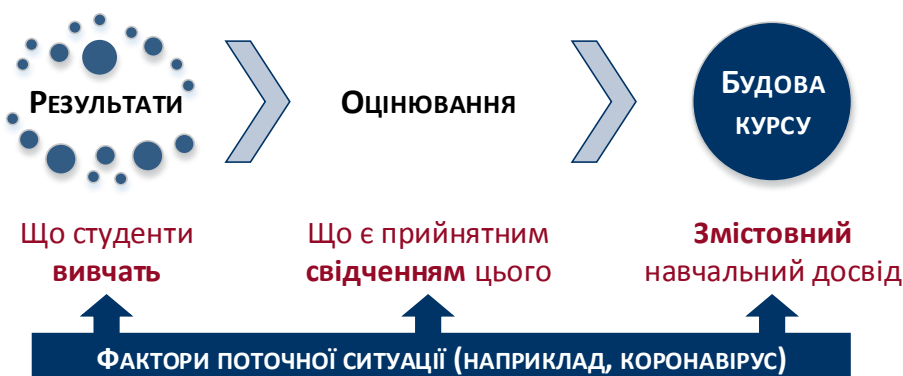 РЕЗУЛЬТАТИ
ОЦІНЮВАННЯ
БУДОВА
КУРСУ
Що студенти
вивчать
Що є прийнятним
свідченням цього
Змістовний
навчальний досвід
ФАКТОРИ ПОТОЧНОЇ СИТУАЦІЇ (НАПРИКЛАД, КОРОНАВІРУС)